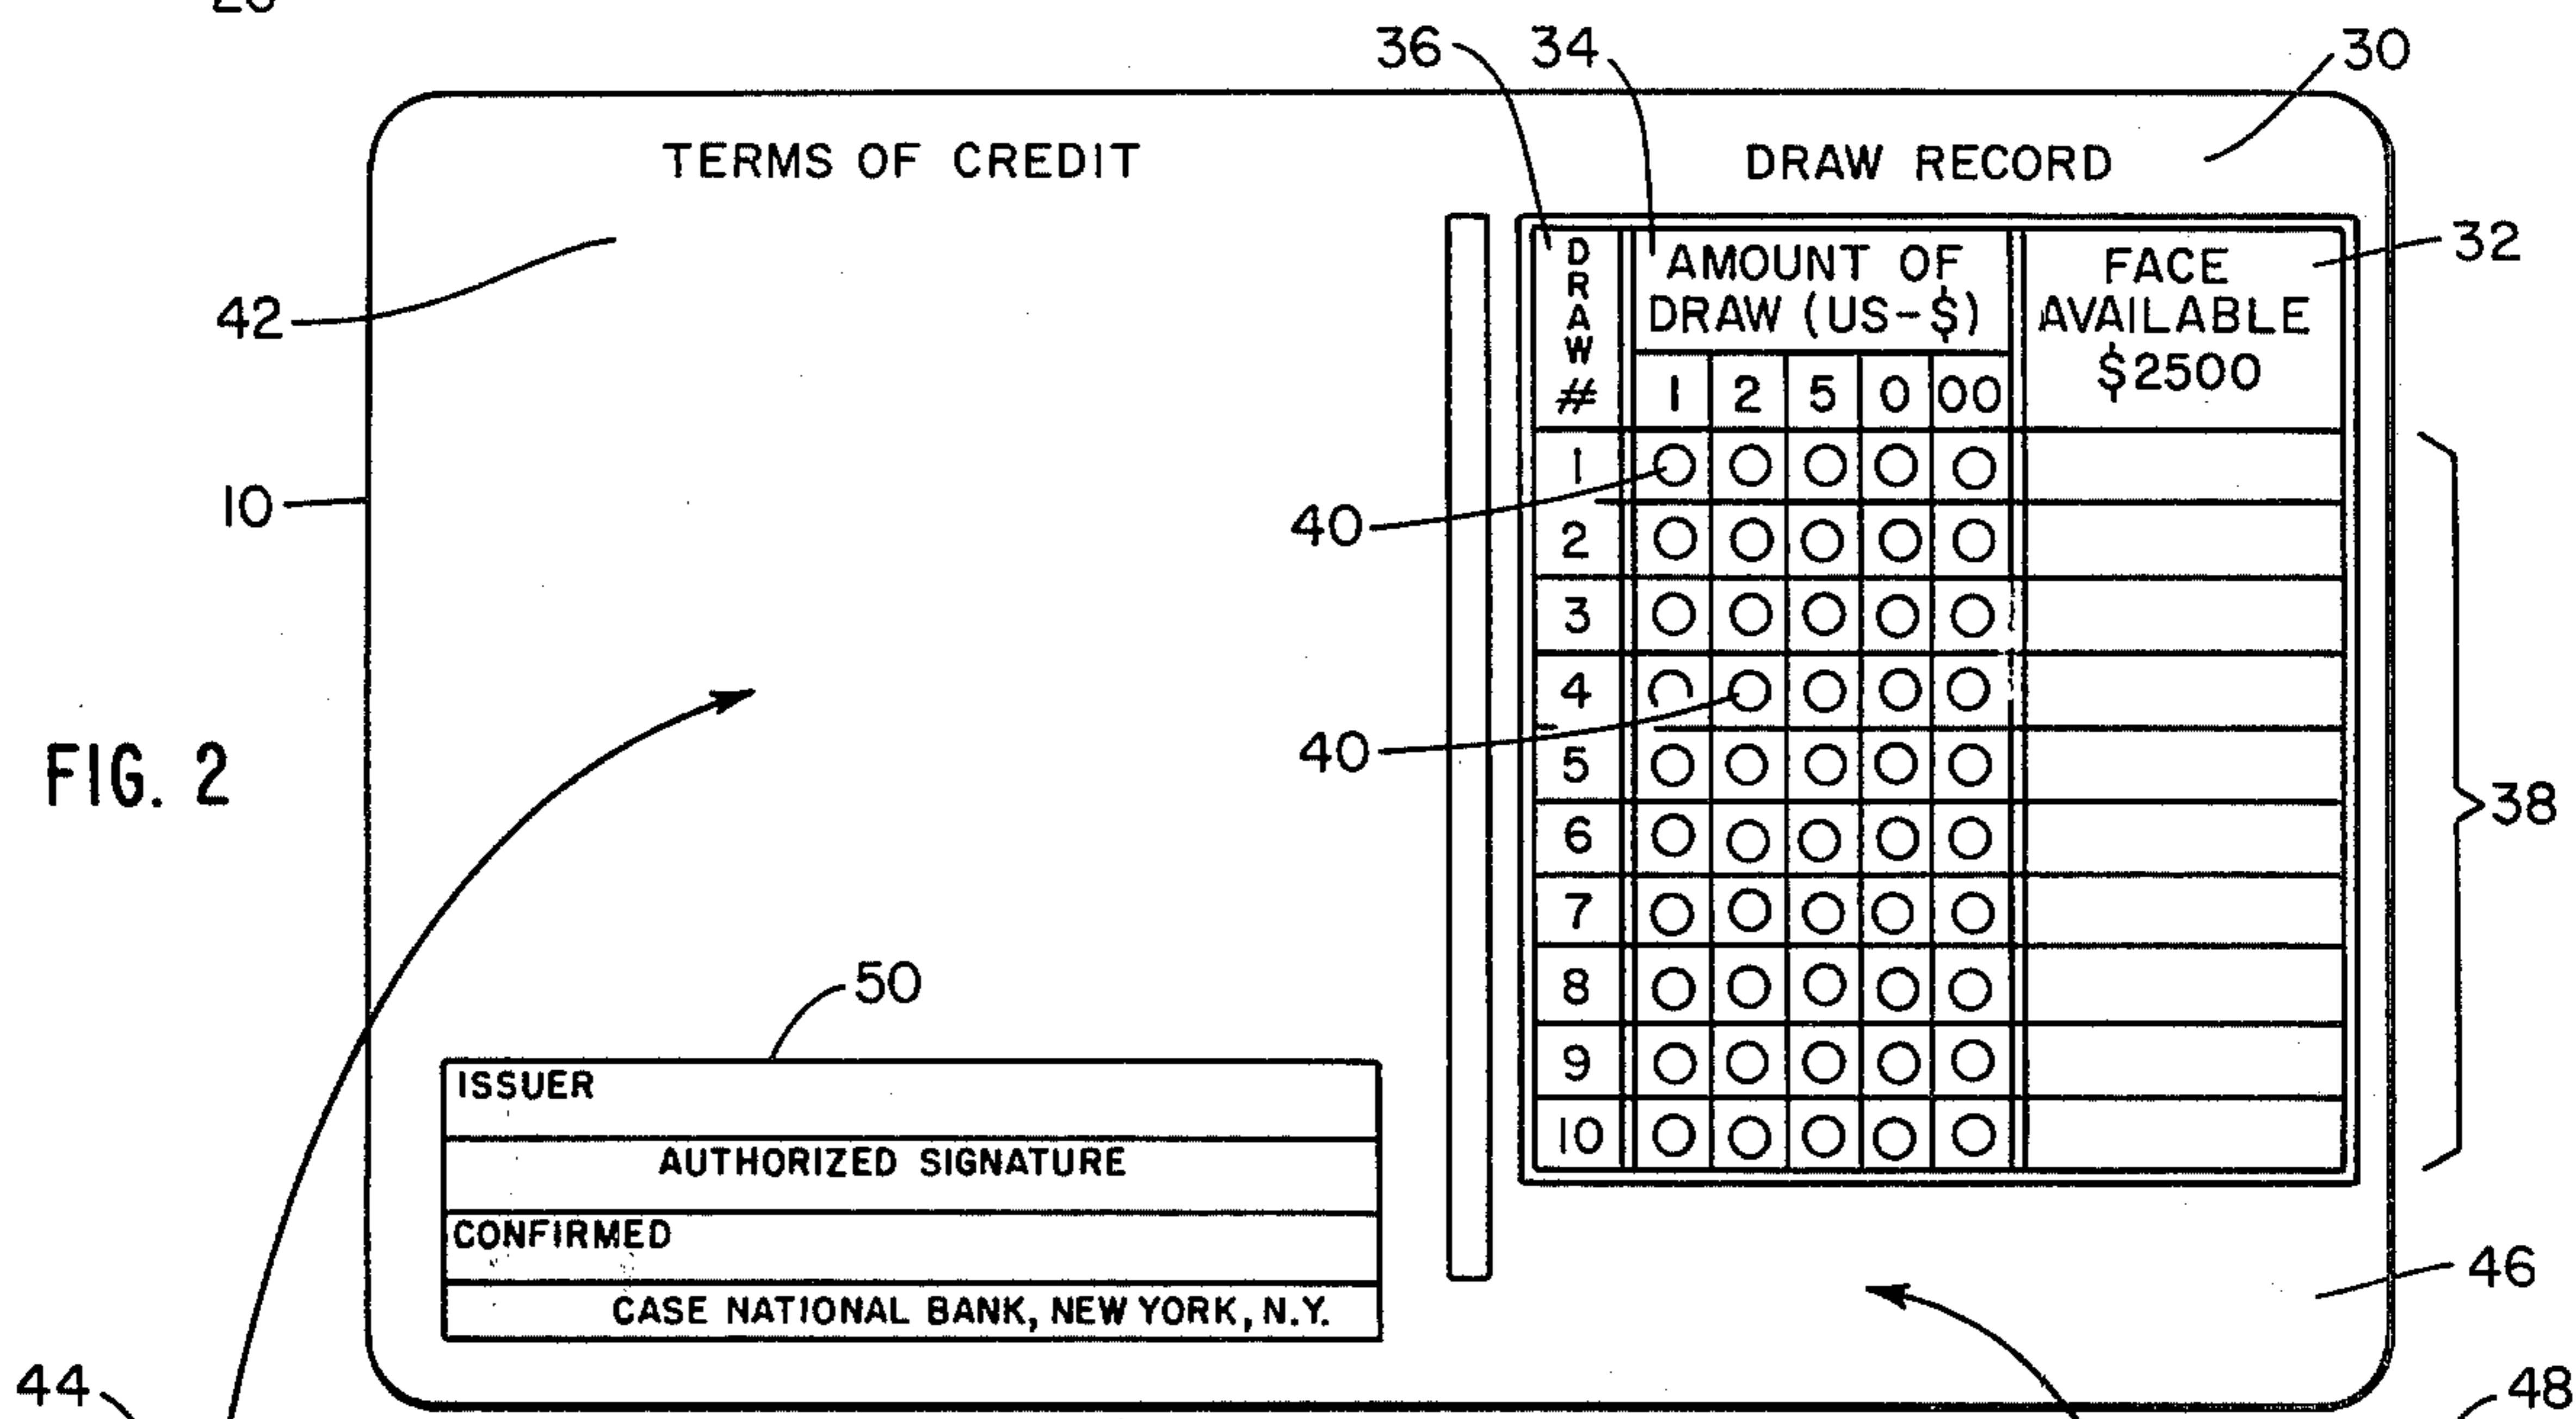 36 34 30
TERMS OF CREDIT
DRAW RECORD
42
10
FIG. 2
44
50
ISSUER
AUTHORIZED SIGNATURE
CONFIRMED
CASE NATIONAL BANK, NEW YORK, N.Y.
40
40
DRAW #
AMOUNT OF
DRAW (US-$)
1 2 5 0 00
FACE
AVAILABLE
$2500
1
2
3
4
5
6
7
8
9
10
32
38
46
48